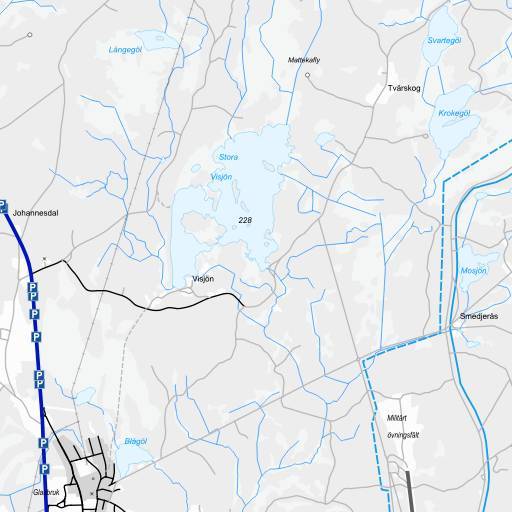 Svartegöl
Långegöl
Mattekafly
Tvärskog
Krokegöl
Stora
Visjön
P
Johannesdal
228
Mosjön
Visjön
P
P
P
Smedjerås
P
P
P
Militärt
övningsfält
Blågöl
P
P
Glasbruk